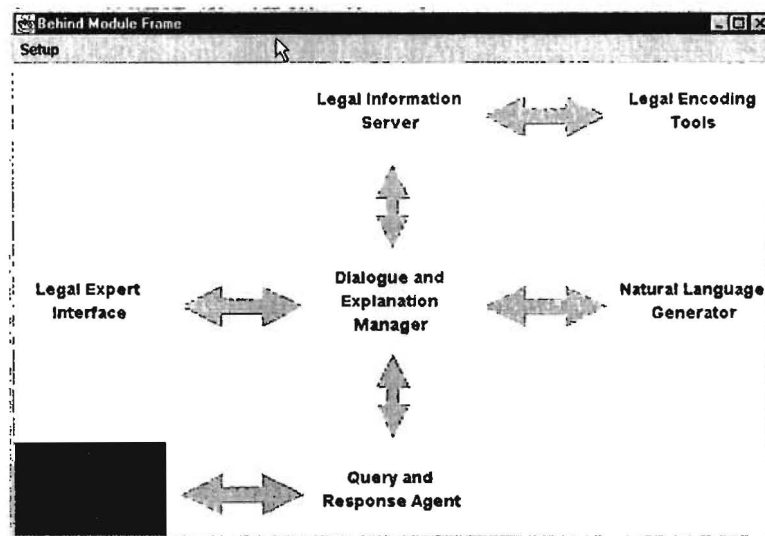 Behind Module Frame
Setup
Legal Information
Server
Legal Encoding
Tools
Legal Expert
Interface
Dialogue and
Explanation
Manager
Natural Language
Generator
Query and
Response Agent